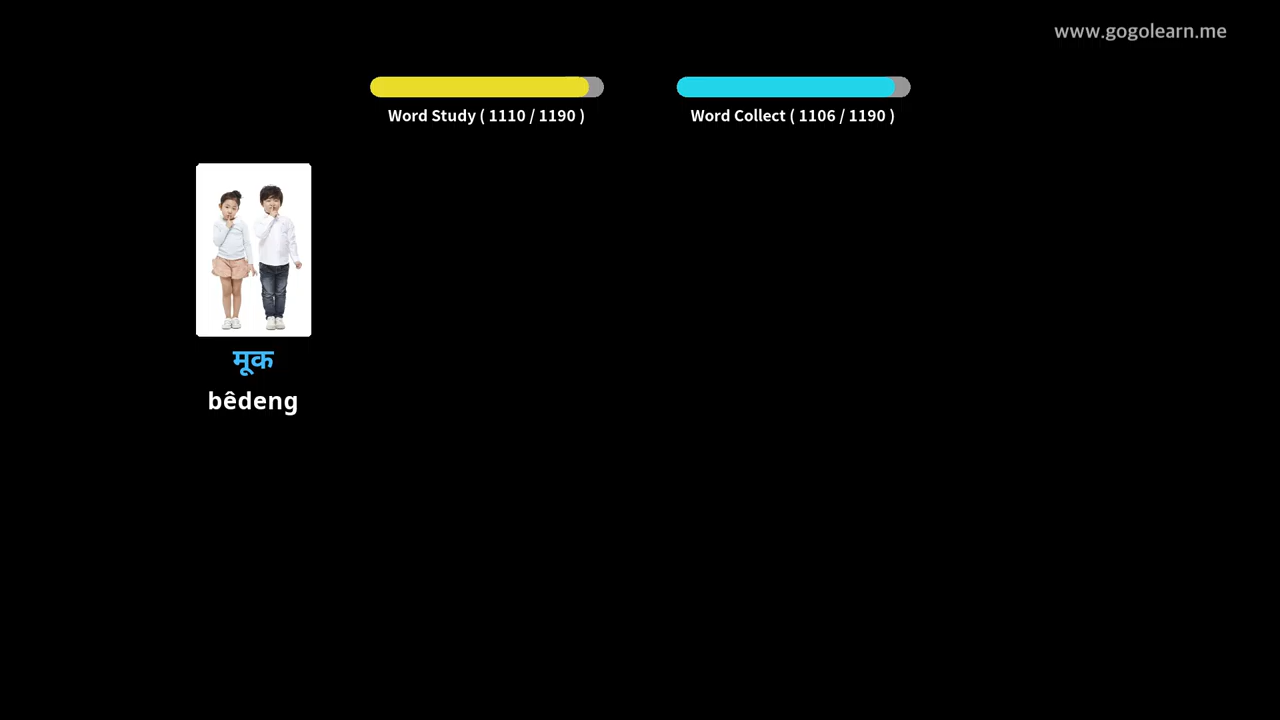 www.gogolearn.me
Word Study ( 1110 / 1190 )
Word Collect ( 1106 / 1190 )
मूक
bêdeng